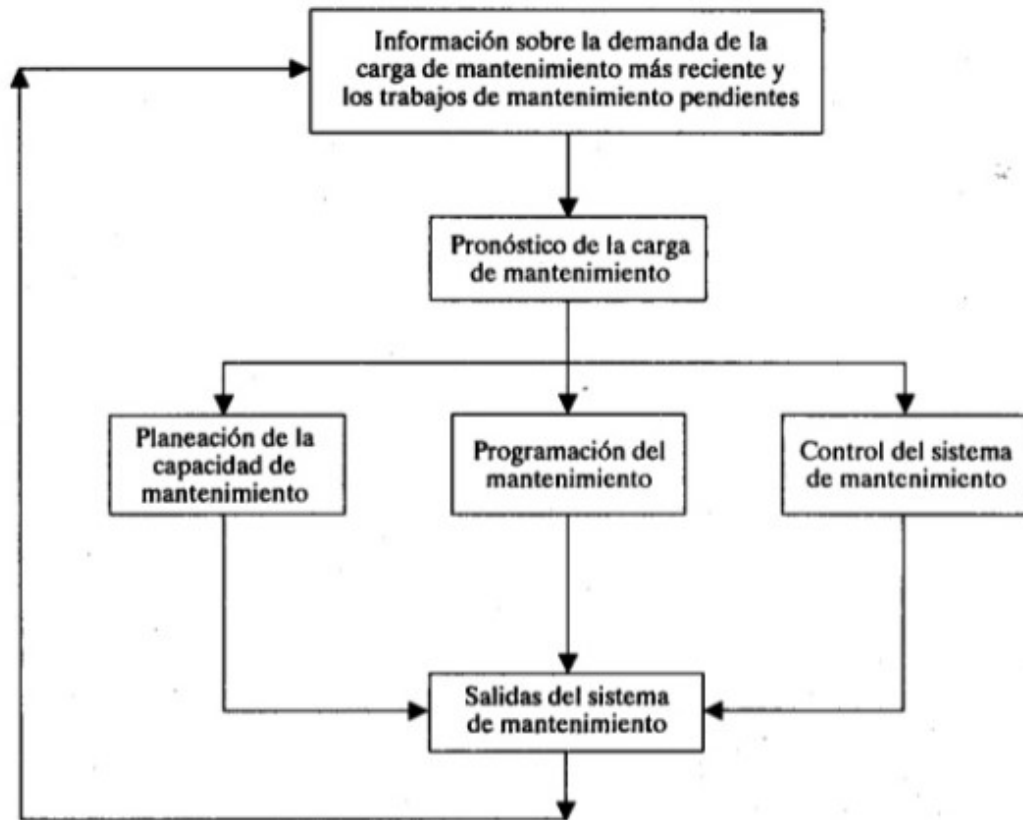 Información sobre la demanda de la
carga de mantenimiento más reciente y
los trabajos de mantenimiento pendientes
Pronóstico de la carga
de mantenimiento
Planeación de la
capacidad de
mantenimiento
Programación del
mantenimiento
Control del sistema
de mantenimiento
Salidas del sistema
de mantenimiento